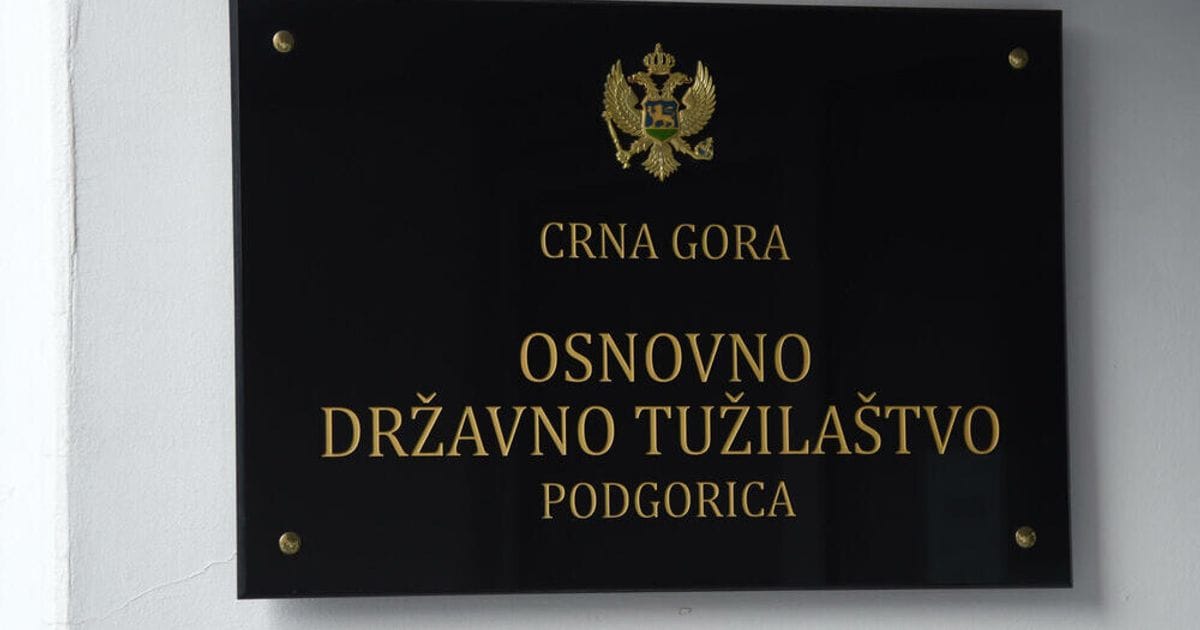 CRNA GORA
OSNOVNO
DRŽAVNO TUŽILAŠTVO
PODGORICA